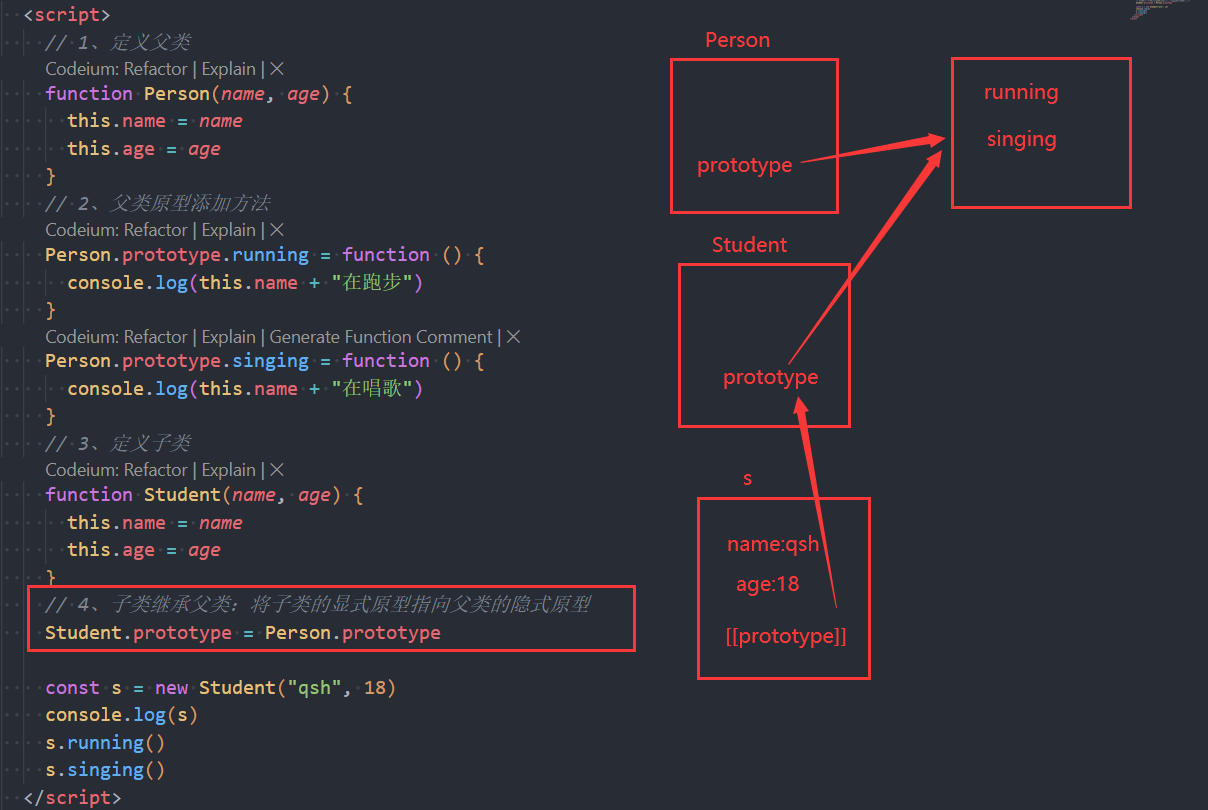 <script>
// 1、定义父类
Codeium: Refactor | Explain | ×
function Person(name, age) {
this.name = name
this.age = age
}
// 2、父类原型添加方法
Codeium: Refactor | Explain | ×
Person.prototype.running = function () {
console.log(this.name + "在跑步")
}
Codeium: Refactor | Explain | Generate Function Comment | ×
Person.prototype.singing = function () {
console.log(this.name + "在唱歌")
}
// 3、定义子类
Codeium: Refactor | Explain | ×
function Student(name, age) {
this.name = name
this.age = age
}
// 4、子类继承父类：将子类的显式原型指向父类的隐式原型
Student.prototype = Person.prototype
const s = new Student("qsh", 18)
console.log(s)
s.running()
s.singing()
</script>
Person
prototype
running
singing
Student
prototype
s
name:qsh
age:18
[[prototype]]